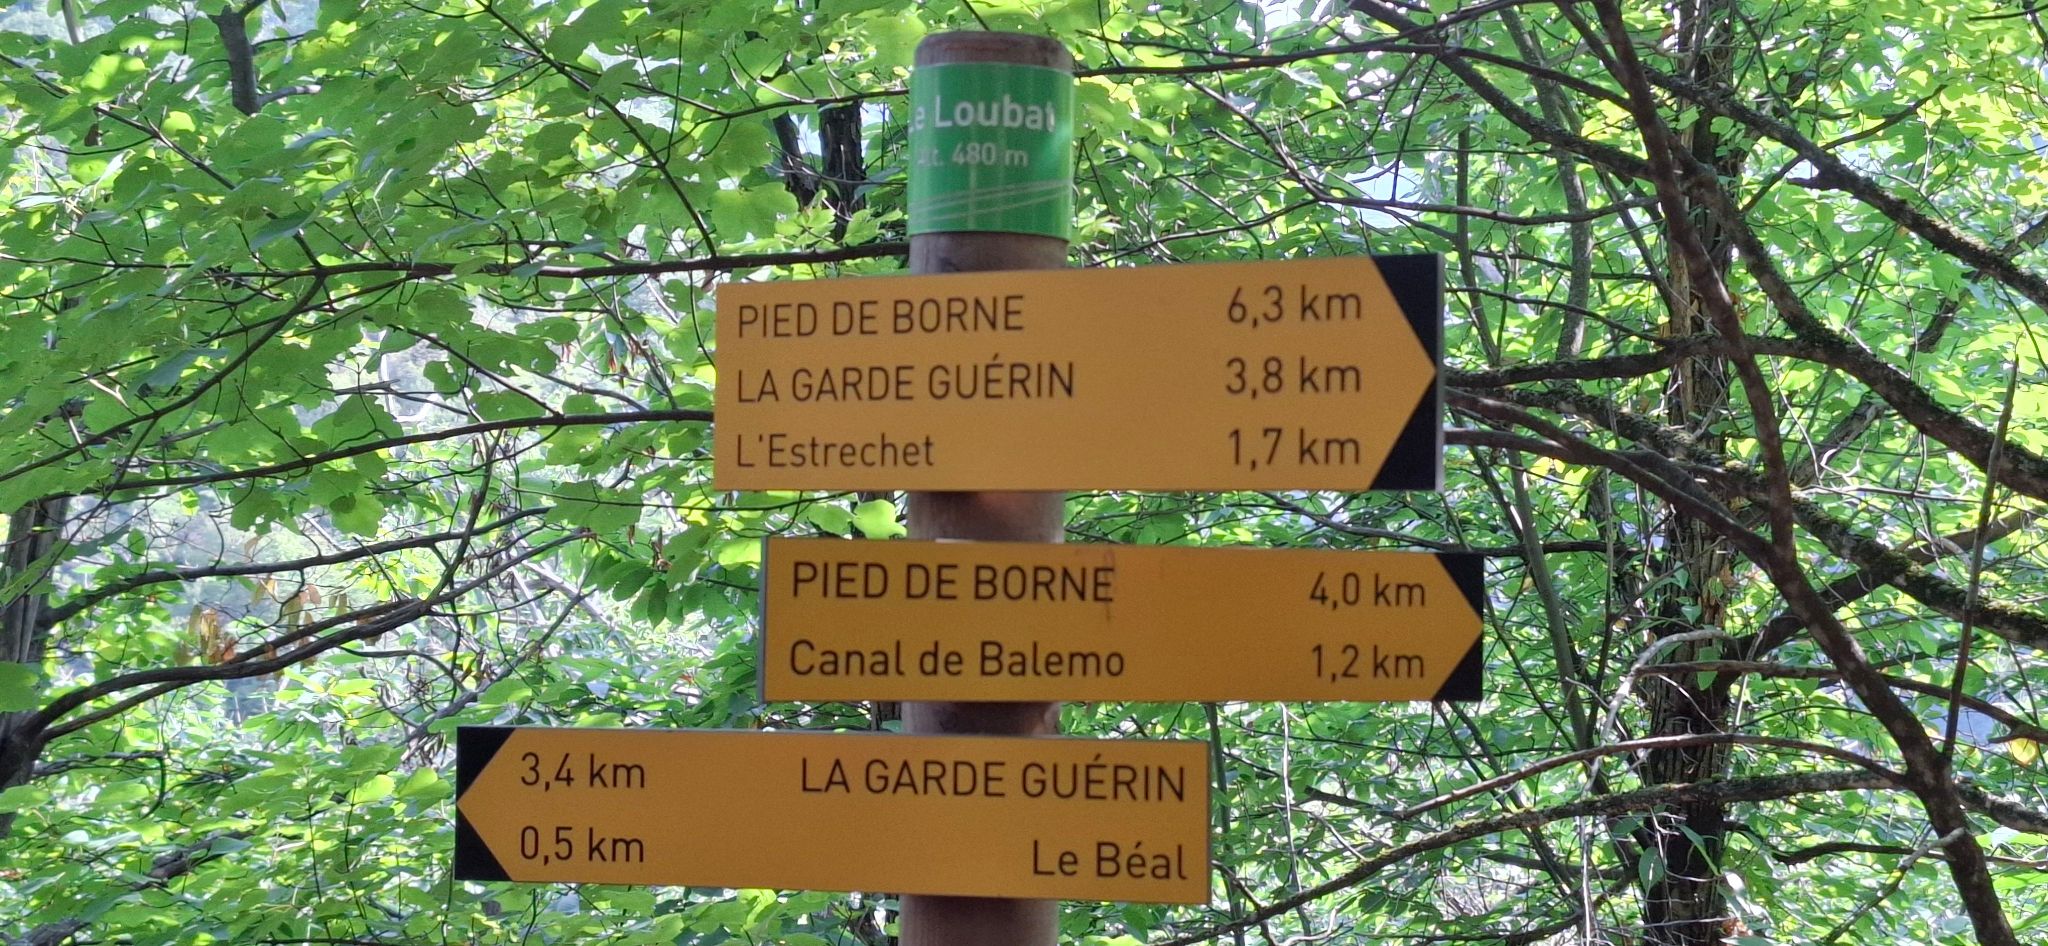 Le Loubat
alt. 480 m
PIED DE BORNE 6,3 km
LA GARDE GUÉRIN 3,8 km
L'Estrechet 1,7 km
PIED DE BORNE 4,0 km
Canal de Balemo 1,2 km
3,4 km LA GARDE GUÉRIN
0,5 km Le Béal